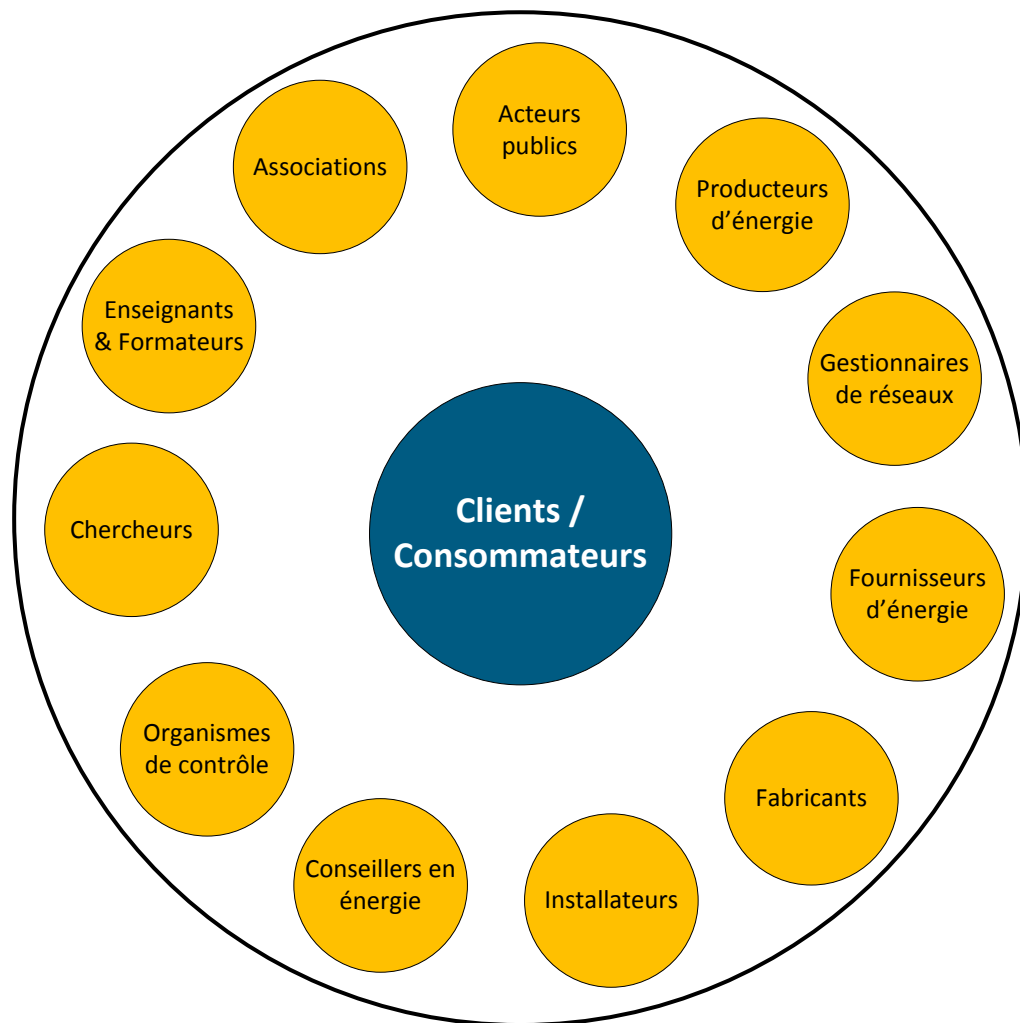 Acteurs
publics
Associations
Producteurs
d’énergie
Enseignants
& Formateurs
Gestionnaires
de réseaux
Clients /
Consommateurs
Chercheurs
Fournisseurs
d’énergie
Organismes
de contrôle
Fabricants
Conseillers en
énergie
Installateurs